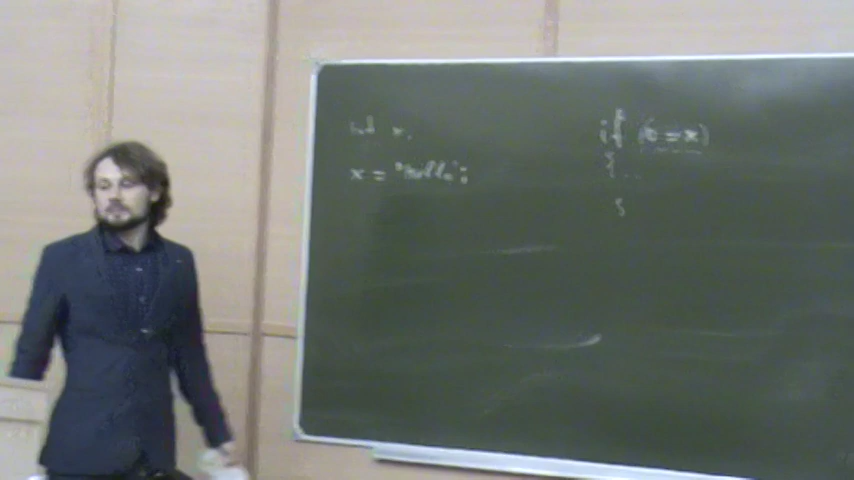 int x;
x = "Hello";
if (6 = x)
{ ..
}